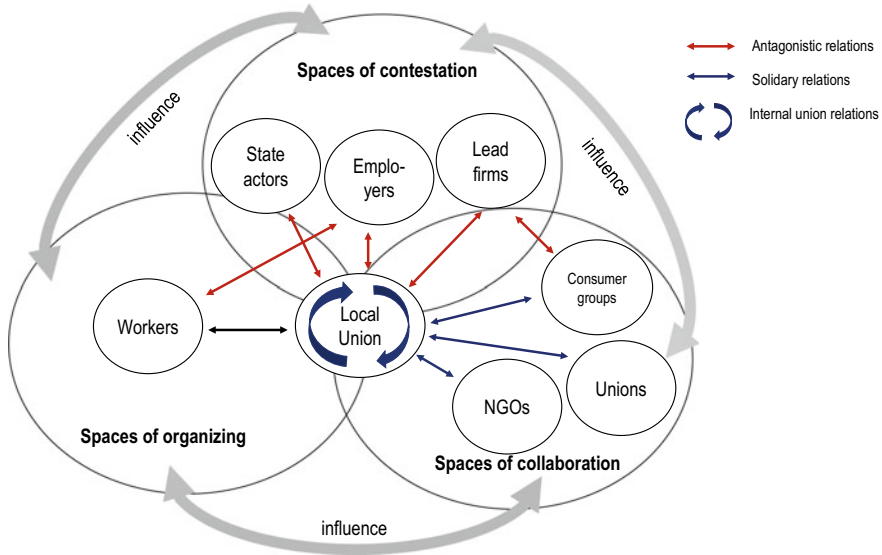 Spaces of contestation
Antagonistic relations
Solidary relations
Internal union relations
influence
influence
State
actors
Emplo-
yers
Lead
firms
Consumer
groups
Workers
Local
Union
Unions
NGOs
Spaces of organizing
Spaces of collaboration
influence